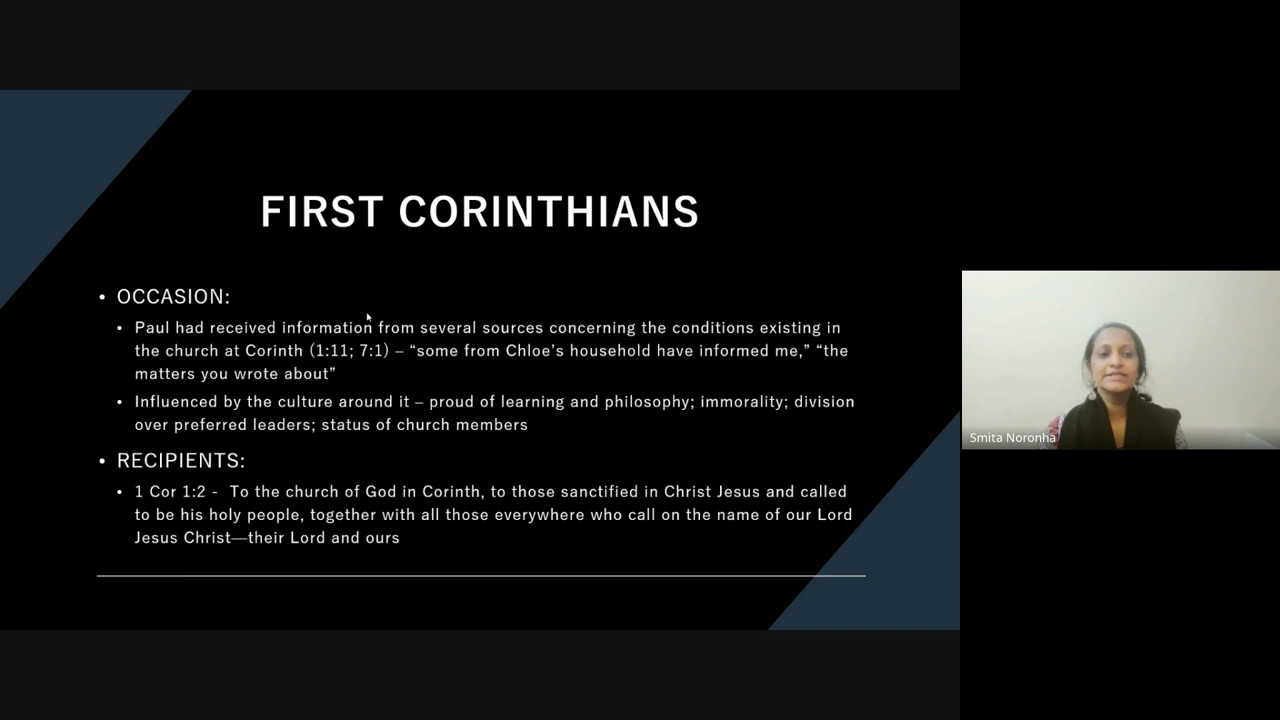 FIRST CORINTHIANS
• OCCASION:
• Paul had received information from several sources concerning the conditions existing in
the church at Corinth (1:11; 7:1) – “some from Chloe’s household have informed me,” “the
matters you wrote about”
• Influenced by the culture around it – proud of learning and philosophy; immorality; division
over preferred leaders; status of church members
• RECIPIENTS:
• 1 Cor 1:2 - To the church of God in Corinth, to those sanctified in Christ Jesus and called
to be his holy people, together with all those everywhere who call on the name of our Lord
Jesus Christ—their Lord and ours
Smita Noronha